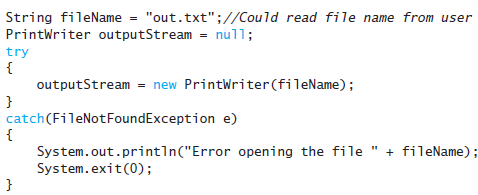 String fileName = "out.txt";//Could read file name from user
PrintWriter outputStream = null;
try
{
    outputStream = new PrintWriter(fileName);
}
catch(FileNotFoundException e)
{
    System.out.println("Error opening the file " + fileName);
    System.exit(0);
}